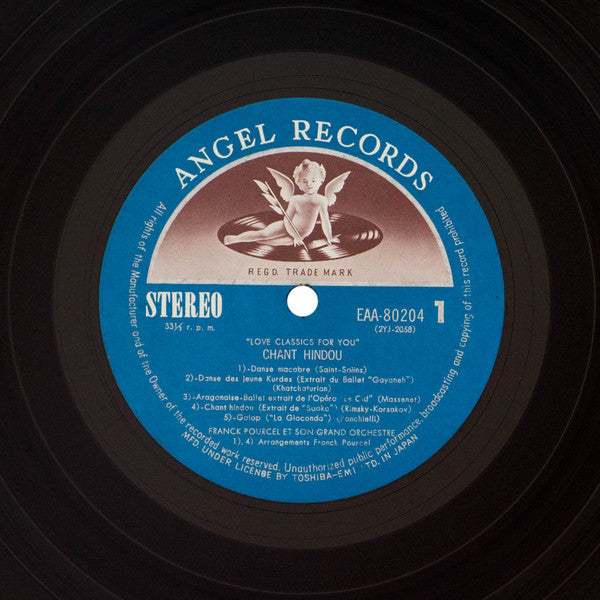 ANGEL RECORDS
REGD. TRADE MARK
STEREO
33⅓ r. p. m.
EAA-80204 1
(2YJ-2058)
"LOVE CLASSICS FOR YOU"
CHANT HINDOU
1)-Danse macabre (Saint-Saëns)
2)-Danse des jeune Kurdes (Extrait du Ballet "Gayaneh")
(Khatchaturian)
3)-Aragonaise-Ballet extrait de l'Opéra "Le Cid" (Massenet)
4)-Chant hindou (Extrait de "Sadko") (Rimsky-Korsakov)
5)-Galop ("La Gioconda") (Ponchielli)
FRANCK POURCEL ET SON GRAND ORCHESTRE
1), 4) Arrangements Franck Pourcel
All rights of the Manufacturer and of the Owner of the recorded work reserved. Unauthorized public performance, broadcasting and copying of this record prohibited
MFD. UNDER LICENSE BY TOSHIBA-EMI LTD. IN JAPAN